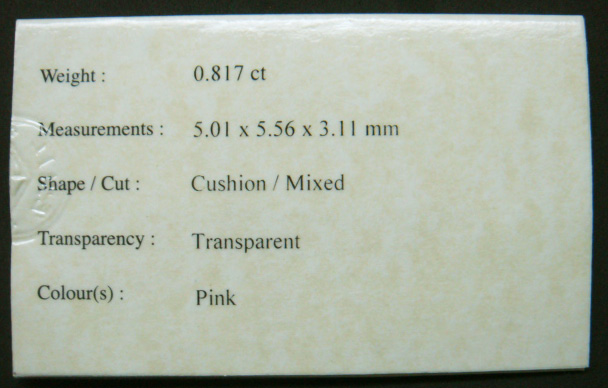 Weight : 0.817 ct
Measurements : 5.01 x 5.56 x 3.11 mm
Shape / Cut : Cushion / Mixed
Transparency : Transparent
Colour(s) : Pink